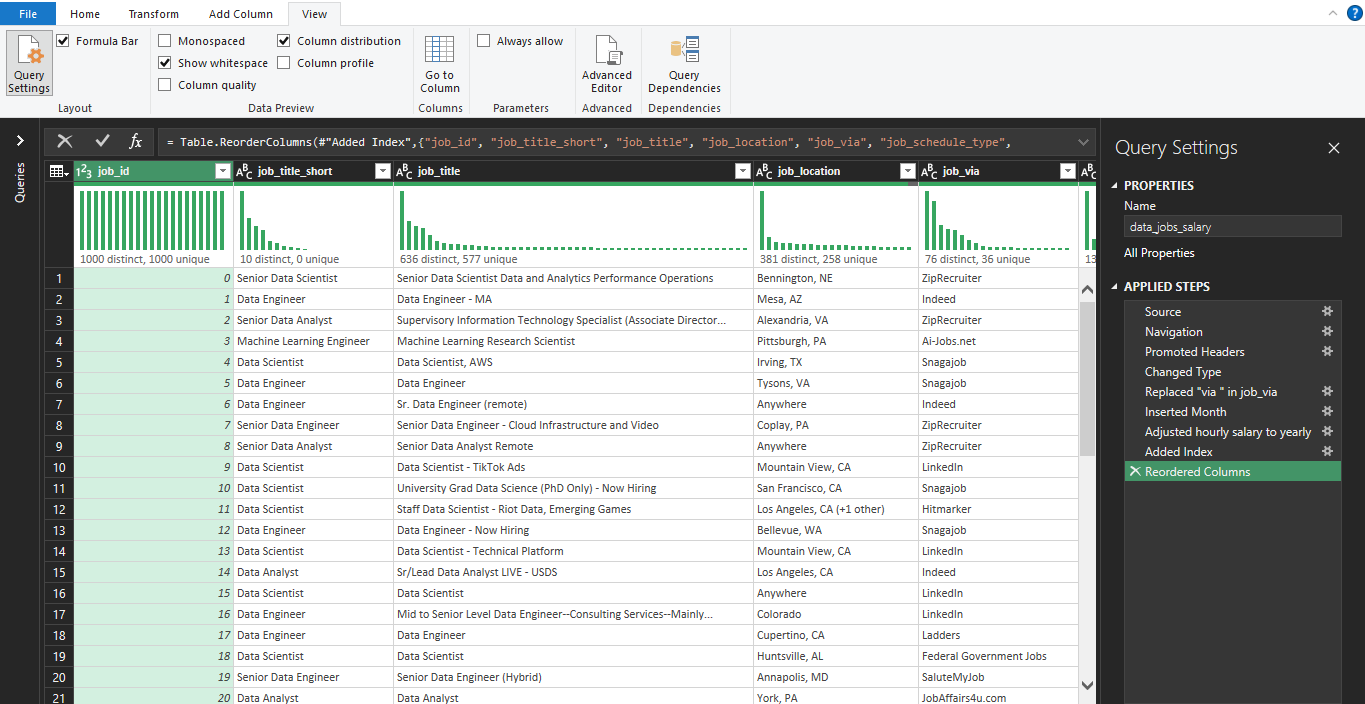 File Home Transform Add Column View
?
Formula Bar Monospaced Column distribution Always allow
Show whitespace Column profile
Query Settings Column quality Go to Column Advanced Editor Query Dependencies
Layout Data Preview Columns Parameters Advanced Dependencies
Queries
fx = Table.ReorderColumns(#"Added Index",{"job_id", "job_title_short", "job_title", "job_location", "job_via", "job_schedule_type",
123 job_id ABC job_title_short ABC job_title ABC job_location ABC job_via ABC
1000 distinct, 1000 unique 10 distinct, 0 unique 636 distinct, 577 unique 381 distinct, 258 unique 76 distinct, 36 unique 13
1 0 Senior Data Scientist Senior Data Scientist Data and Analytics Performance Operations Bennington, NE ZipRecruiter
2 1 Data Engineer Data Engineer - MA Mesa, AZ Indeed
3 2 Senior Data Analyst Supervisory Information Technology Specialist (Associate Director... Alexandria, VA ZipRecruiter
4 3 Machine Learning Engineer Machine Learning Research Scientist Pittsburgh, PA Ai-Jobs.net
5 4 Data Scientist Data Scientist, AWS Irving, TX Snagajob
6 5 Data Engineer Data Engineer Tysons, VA Snagajob
7 6 Data Engineer Sr. Data Engineer (remote) Anywhere Indeed
8 7 Senior Data Engineer Senior Data Engineer - Cloud Infrastructure and Video Coplay, PA ZipRecruiter
9 8 Senior Data Analyst Senior Data Analyst Remote Anywhere ZipRecruiter
10 9 Data Scientist Data Scientist - TikTok Ads Mountain View, CA LinkedIn
11 10 Data Scientist University Grad Data Science (PhD Only) - Now Hiring San Francisco, CA Snagajob
12 11 Data Scientist Staff Data Scientist - Riot Data, Emerging Games Los Angeles, CA (+1 other) Hitmarker
13 12 Data Engineer Data Engineer - Now Hiring Bellevue, WA Snagajob
14 13 Data Scientist Data Scientist - Technical Platform Mountain View, CA LinkedIn
15 14 Data Analyst Sr/Lead Data Analyst LIVE - USDS Los Angeles, CA Indeed
16 15 Data Scientist Data Scientist Anywhere LinkedIn
17 16 Data Engineer Mid to Senior Level Data Engineer--Consulting Services--Mainly... Colorado LinkedIn
18 17 Data Engineer Data Engineer Cupertino, CA Ladders
19 18 Data Scientist Data Scientist Huntsville, AL Federal Government Jobs
20 19 Senior Data Engineer Senior Data Engineer (Hybrid) Annapolis, MD SaluteMyJob
21 20 Data Analyst Data Analyst York, PA JobAffairs4u.com
Query Settings
PROPERTIES
Name
data_jobs_salary
All Properties
APPLIED STEPS
Source
Navigation
Promoted Headers
Changed Type
Replaced "via " in job_via
Inserted Month
Adjusted hourly salary to yearly
Added Index
Reordered Columns